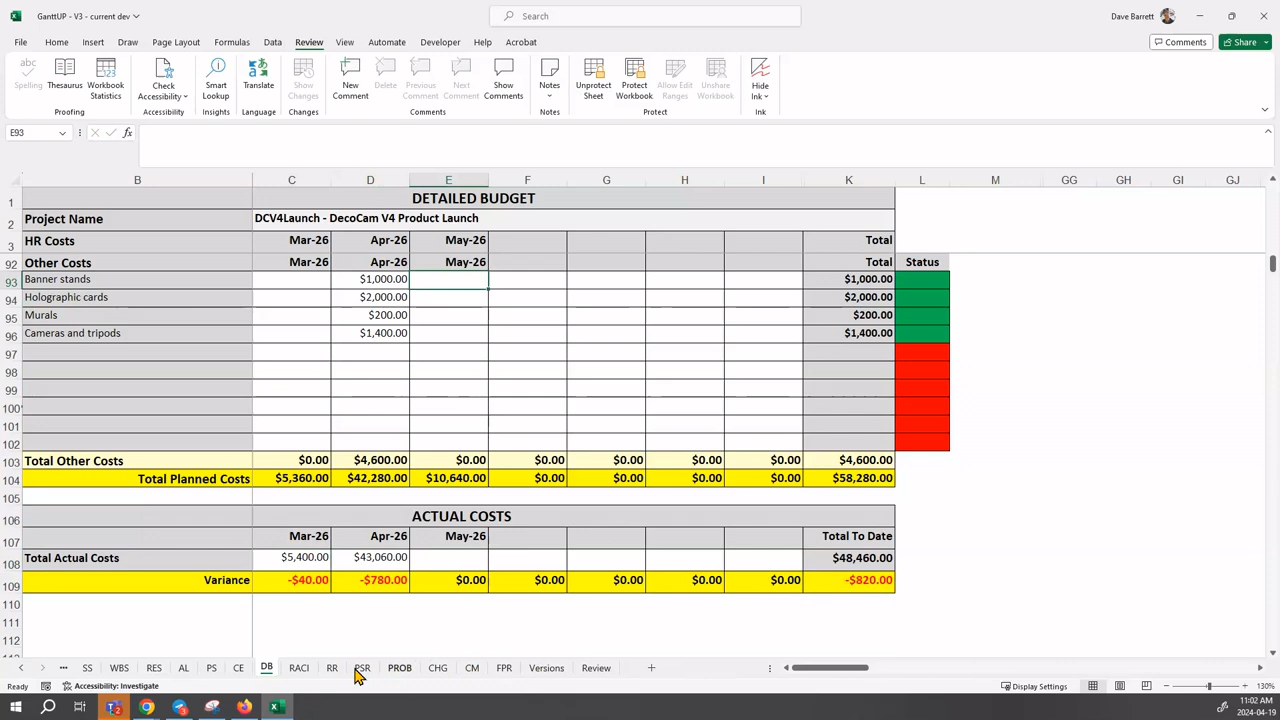 GanttUP - V3 - current dev
Search
Dave Barrett
File Home Insert Draw Page Layout Formulas Data Review View Automate Developer Help Acrobat
Comments Share
abc
Spelling Thesaurus Workbook Statistics Check Accessibility Smart Lookup Translate Show Changes New Comment Delete Previous Comment Next Comment Show Comments Notes Unprotect Sheet Protect Workbook Allow Edit Ranges Unshare Workbook Hide Ink
Proofing Accessibility Insights Language Changes Comments Notes Protect Ink
E93 fx
B C D E F G H I K L M GG GH GI GJ
1 DETAILED BUDGET
2 Project Name DCV4Launch - DecoCam V4 Product Launch
3 HR Costs Mar-26 Apr-26 May-26 Total
92 Other Costs Mar-26 Apr-26 May-26 Total Status
93 Banner stands $1,000.00 $1,000.00
94 Holographic cards $2,000.00 $2,000.00
95 Murals $200.00 $200.00
96 Cameras and tripods $1,400.00 $1,400.00
97
98
99
100
101
102
103 Total Other Costs $0.00 $4,600.00 $0.00 $0.00 $0.00 $0.00 $0.00 $4,600.00
104 Total Planned Costs $5,360.00 $42,280.00 $10,640.00 $0.00 $0.00 $0.00 $0.00 $58,280.00
105
106 ACTUAL COSTS
107 Mar-26 Apr-26 May-26 Total To Date
108 Total Actual Costs $5,400.00 $43,060.00 $48,460.00
109 Variance -$40.00 -$780.00 $0.00 $0.00 $0.00 $0.00 $0.00 -$820.00
110
111
112
SS WBS RES AL PS CE DB RACI RR PSR PROB CHG CM FPR Versions Review
Ready Accessibility: Investigate Display Settings 130%
11:02 AM
2024-04-19